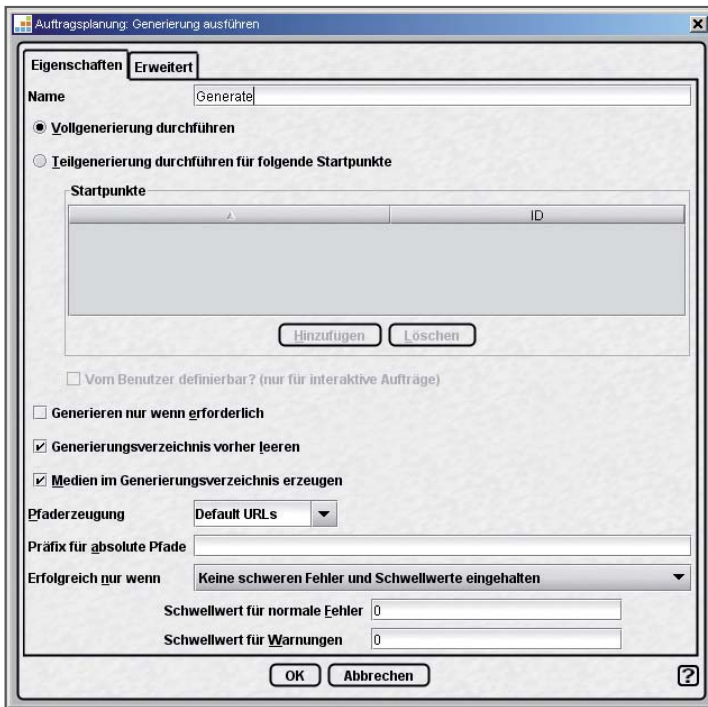 Auftragsplanung: Generierung ausführen
Eigenschaften Erweitert
Name Generate
Vollgenerierung durchführen
Teilgenerierung durchführen für folgende Startpunkte
Startpunkte
ID
Hinzufügen Löschen
Vom Benutzer definierbar? (nur für interaktive Aufträge)
Generieren nur wenn erforderlich
Generierungsverzeichnis vorher leeren
Medien im Generierungsverzeichnis erzeugen
Pfaderzeugung Default URLs
Präfix für absolute Pfade
Erfolgreich nur wenn Keine schweren Fehler und Schwellwerte eingehalten
Schwellwert für normale Fehler 0
Schwellwert für Warnungen 0
OK Abbrechen ?